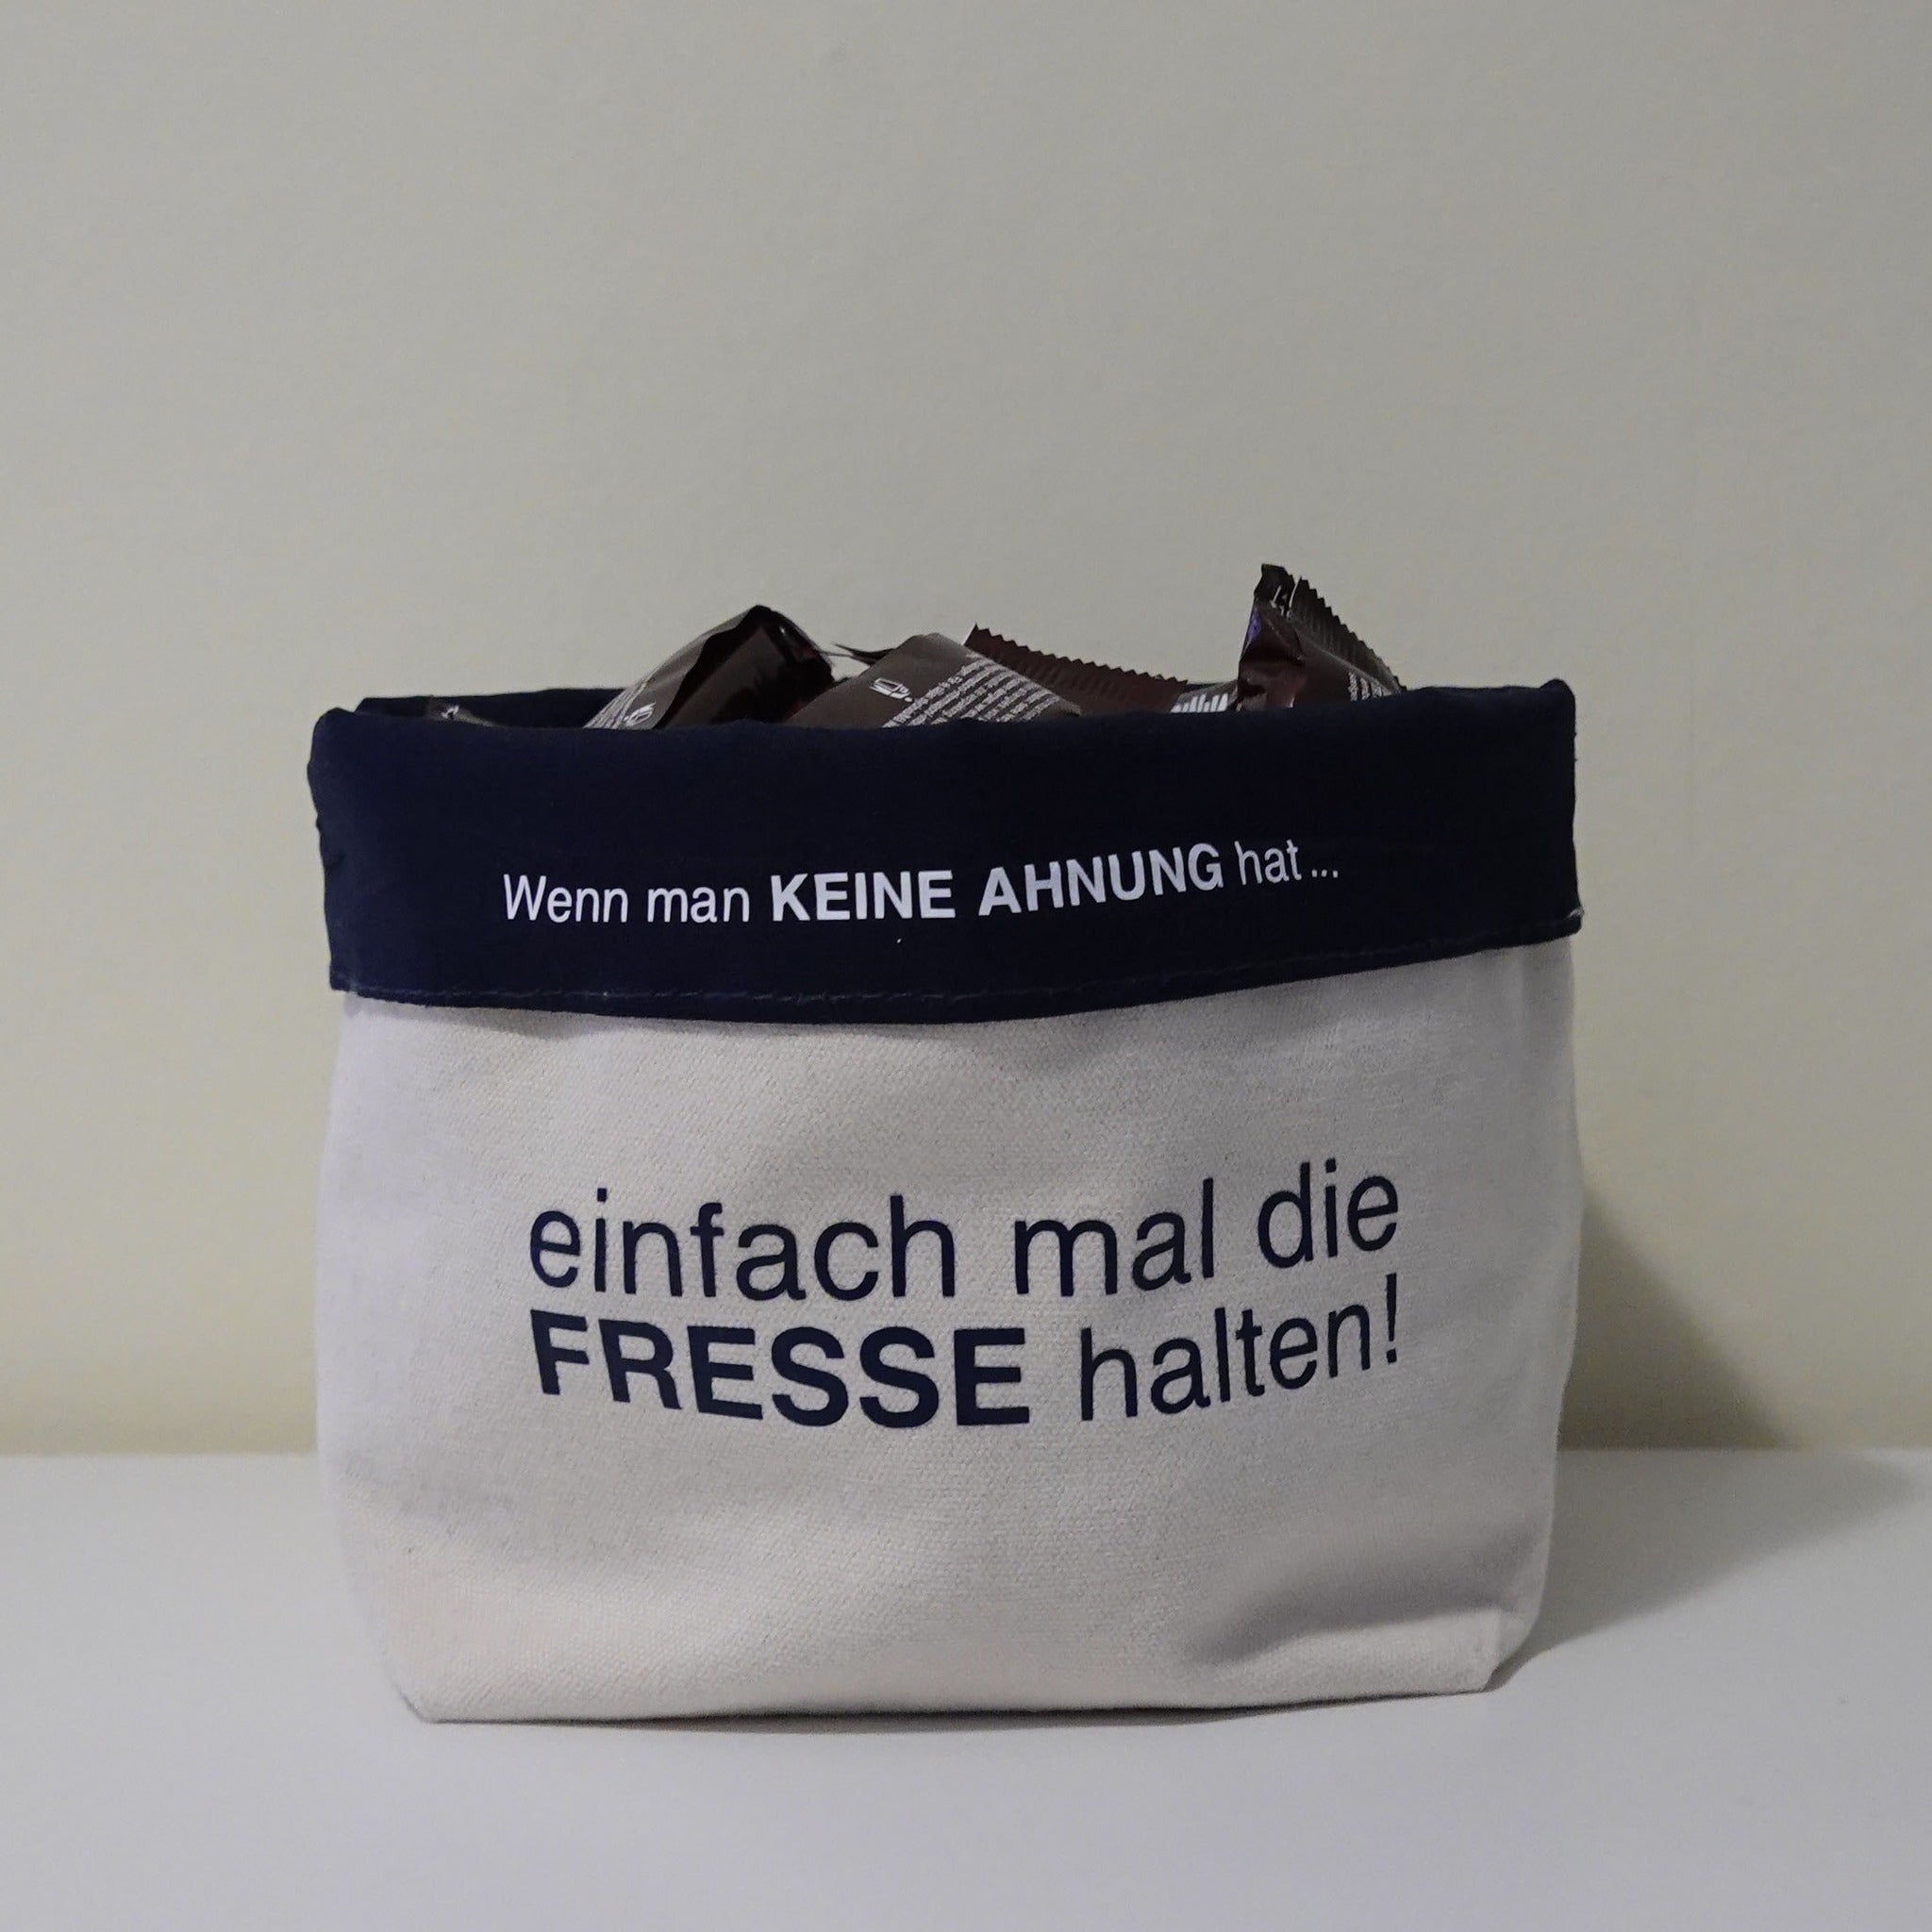 Wenn man KEINE AHNUNG hat...
einfach mal die
FRESSE halten!